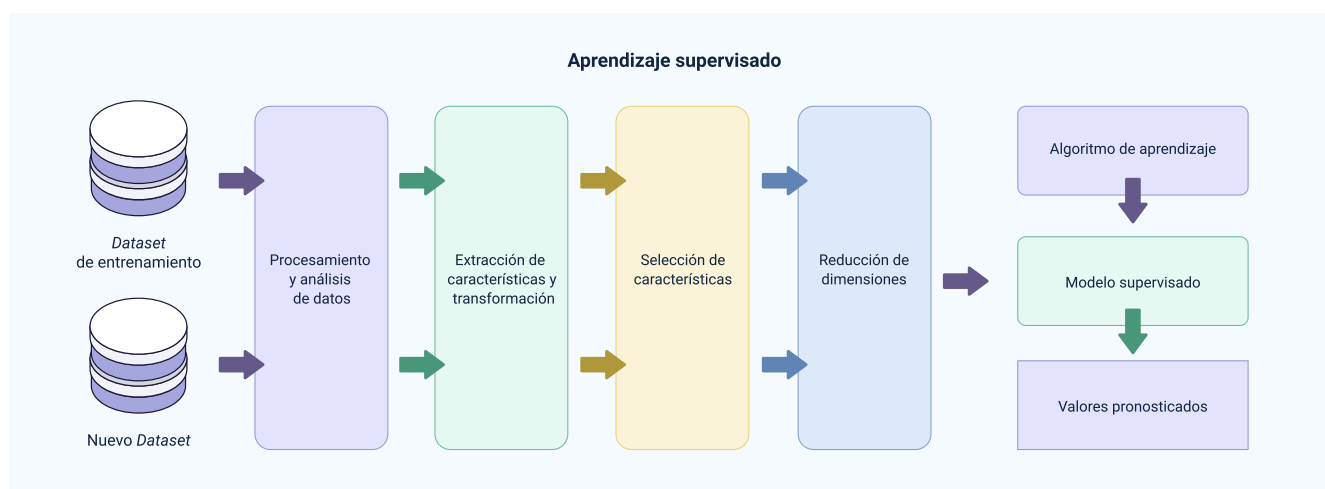 Aprendizaje supervisado
Dataset
de entrenamiento
Nuevo Dataset
Procesamiento
y análisis
de datos
Extracción de
características y
transformación
Selección de
características
Reducción de
dimensiones
Algoritmo de aprendizaje
Modelo supervisado
Valores pronosticados